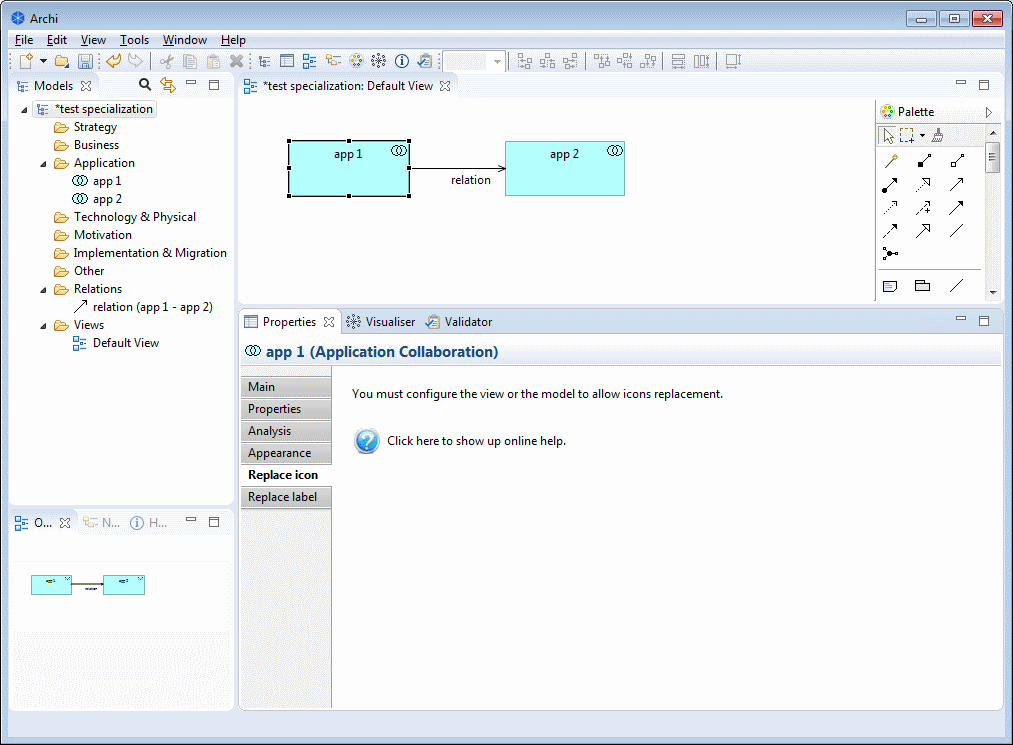 Archi
File Edit View Tools Window Help
Models
*test specialization
Strategy
Business
Application
app 1
app 2
Technology & Physical
Motivation
Implementation & Migration
Other
Relations
relation (app 1 - app 2)
Views
Default View
O... N... H...
*test specialization: Default View
app 1
relation
app 2
Palette
Properties Visualiser Validator
app 1 (Application Collaboration)
Main
Properties
Analysis
Appearance
Replace icon
Replace label
You must configure the view or the model to allow icons replacement.
Click here to show up online help.